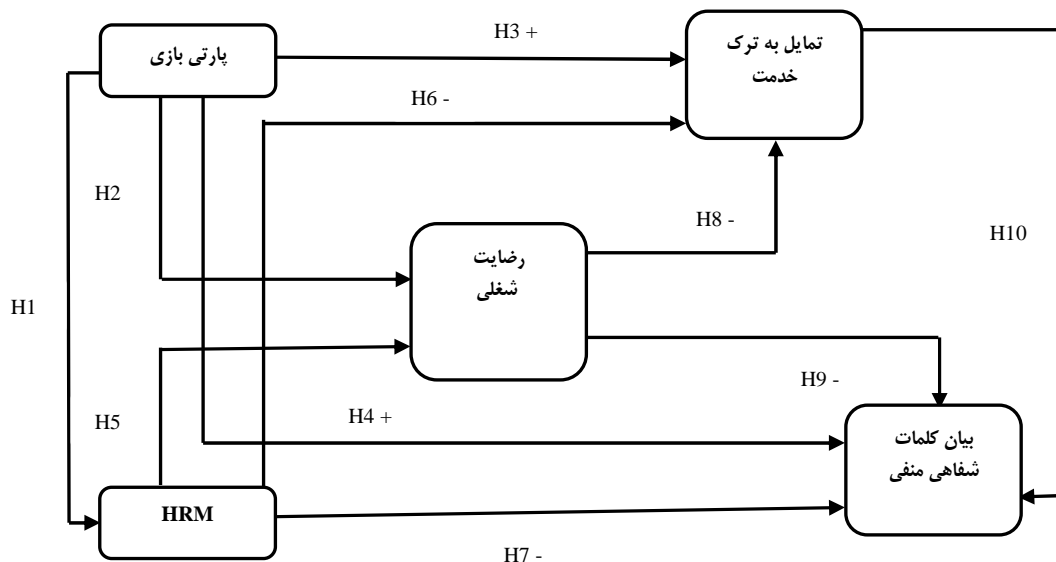 H3 +
تمایل به ترک
خدمت
پارتی بازی
H6 -
H2
H8 -
H10
رضایت
شغلی
H1
H9 -
H5
H4 +
بیان کلمات
شفاهی منفی
HRM
H7 -